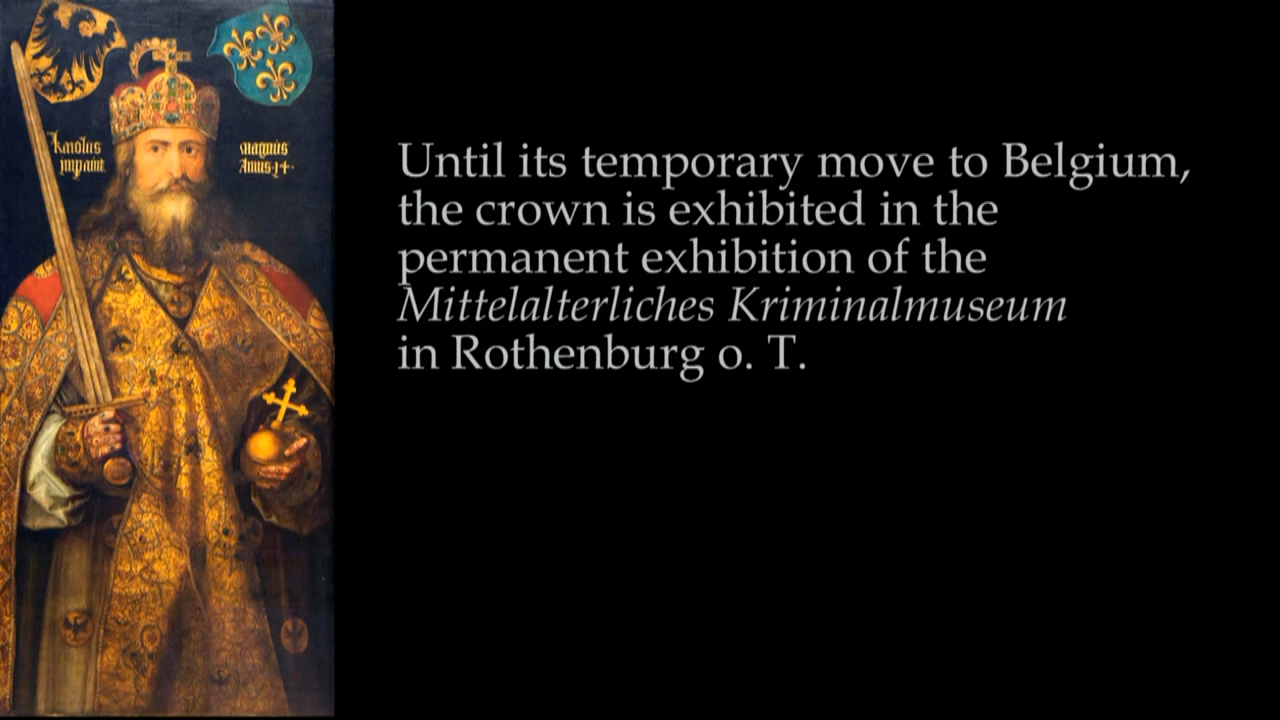 Karolus magnus
imp
Until its temporary move to Belgium,
the crown is exhibited in the
permanent exhibition of the
Mittelalterliches Kriminalmuseum
in Rothenburg o. T.